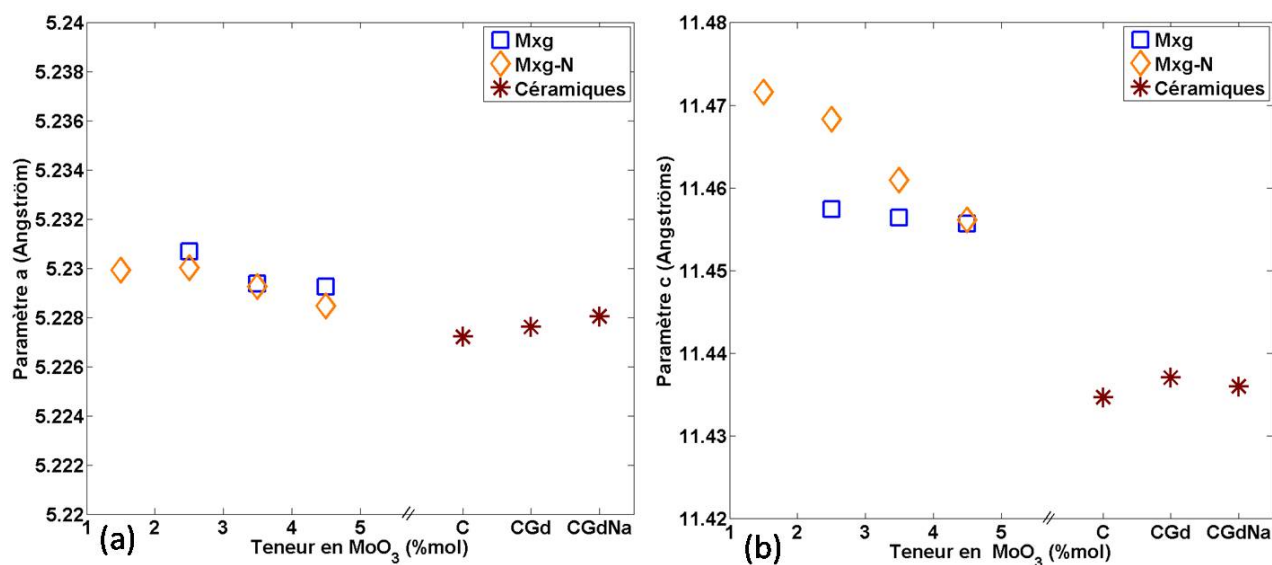 5.24
5.238
5.236
5.234
5.232
5.23
5.228
5.226
5.224
5.222
5.22
Paramètre a (Angström)
Mxg
Mxg-N
Céramiques
1 2 3 4 5 // C CGd CGdNa
(a) Teneur en MoO₃ (%mol)
11.48
11.47
11.46
11.45
11.44
11.43
11.42
Paramètre c (Angströms)
Mxg
Mxg-N
Céramiques
1 2 3 4 5 // C CGd CGdNa
(b) Teneur en MoO₃ (%mol)